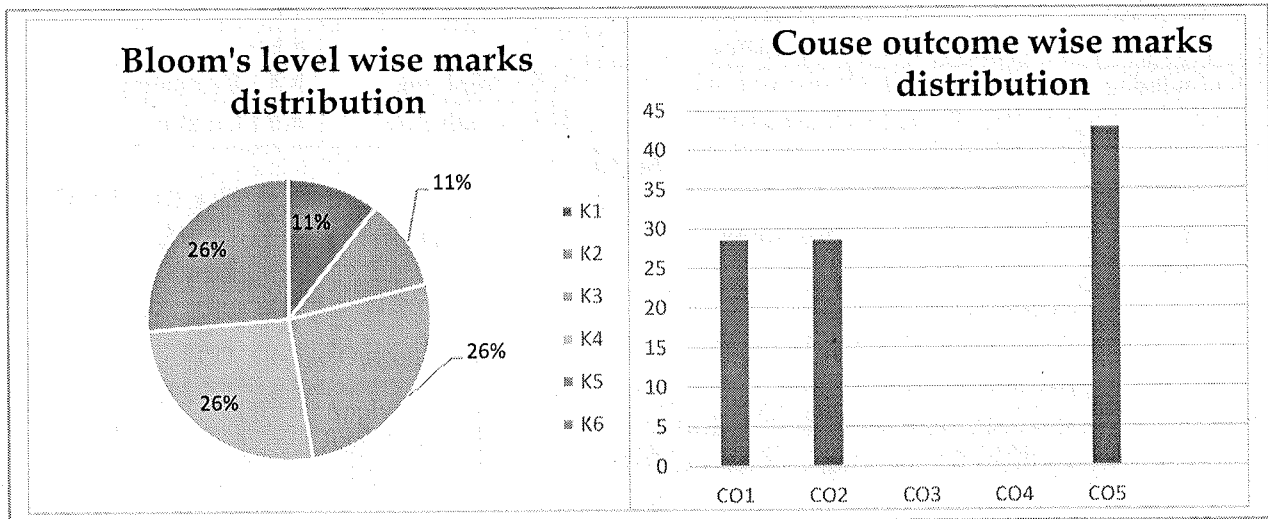 Bloom's level wise marks
distribution
11%
11%
26%
26%
26%
K1
K2
K3
K4
K5
K6
Couse outcome wise marks
distribution
45
40
35
30
25
20
15
10
5
0
CO1 CO2 CO3 CO4 CO5